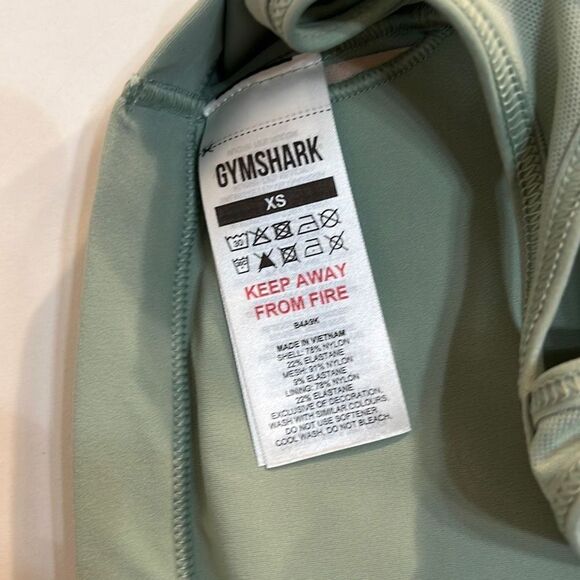 GYMSHARK
XS
30
KEEP AWAY
FROM FIRE
B4A9K
MADE IN VIETNAM
SHELL: 78% NYLON
22% ELASTANE
MESH: 91% NYLON
9% ELASTANE
LINING: 78% NYLON
22% ELASTANE
EXCLUSIVE OF DECORATION.
WASH WITH SIMILAR COLOURS.
DO NOT USE SOFTENER.
COOL WASH, DO NOT BLEACH.